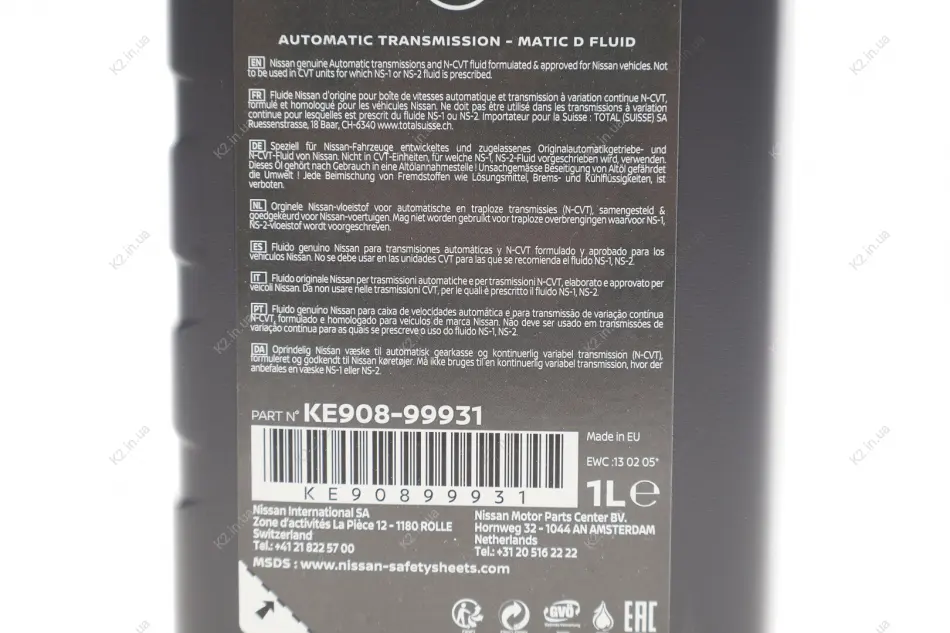 AUTOMATIC TRANSMISSION – MATIC D FLUID
EN Nissan genuine Automatic transmissions and N-CVT fluid formulated & approved for Nissan vehicles. Not
to be used in CVT units for which NS-1 or NS-2 fluid is prescribed.
FR Fluide Nissan d'origine pour boîte de vitesses automatique et transmission à variation continue N-CVT,
formulé et homologué pour les véhicules Nissan. Ne doit pas être utilisé dans les transmissions à variation
continue pour lesquelles est prescrit du fluide NS-1 ou NS-2. Importateur pour la Suisse : TOTAL (SUISSE) SA
Ruessenstrasse, 18 Baar, CH-6340 www.totalsuisse.ch.
DE Speziell für Nissan-Fahrzeuge entwickeltes und zugelassenes Originalautomatikgetriebe- und
N-CVT-Fluid von Nissan. Nicht in CVT-Einheiten, für welche NS-1, NS-2-Fluid vorgeschrieben wird, verwenden.
Dieses Öl gehört nach Gebrauch in eine Altölannahmestelle ! Unsachgemässe Beseitigung von Altöl gefährdet
die Umwelt ! Jede Beimischung von Fremdstoffen wie Lösungsmittel, Brems- und Kühlflüssigkeiten, ist
verboten.
NL Orginele Nissan-vloeistof voor automatische en traploze transmissies (N-CVT), samengesteld &
goedgekeurd voor Nissan-voertuigen. Mag niet worden gebruikt voor traploze overbrengingen waarvoor NS-1,
NS-2-vloeistof wordt voorgeschreven.
ES Fluido genuino Nissan para transmisiones automáticas y N-CVT formulado y aprobado para los
vehículos Nissan. No se debe usar en las unidades CVT para las que se recomienda el fluido NS-1, NS-2.
IT Fluido originale Nissan per trasmissioni automatiche e per trasmissioni N-CVT, elaborato e approvato per
veicoli Nissan. Da non usare nelle trasmissioni CVT, per le quali è prescritto il fluido NS-1, NS-2.
PT Fluido genuino Nissan para caixa de velocidades automática e para transmissão de variação contínua
N-CVT, formulado e homologado para veículos de marca Nissan. Não deve ser usado em transmissões de
variação contínua para as quais se prescreve o uso do fluido NS-1, NS-2.
DA Oprindelig Nissan væske til automatisk gearkasse og kontinuerlig variabel transmission (N-CVT),
formuleret og godkendt til Nissan køretøjer. Må ikke bruges til en kontinuerlig variabel transmission, hvor der
anbefales en væske NS-1 eller NS-2.
PART N° KE908-99931
Made in EU
EWC :13 02 05*
KE90899931
1L e
Nissan International SA
Zone d'activités La Pièce 12 - 1180 ROLLE
Switzerland
Tel.: +41 21 822 57 00
Nissan Motor Parts Center BV.
Hornweg 32 - 1044 AN AMSTERDAM
Netherlands
Tel.: +31 20 516 22 22
MSDS : www.nissan-safetysheets.com
GVÖ
EAC
K2.in.ua